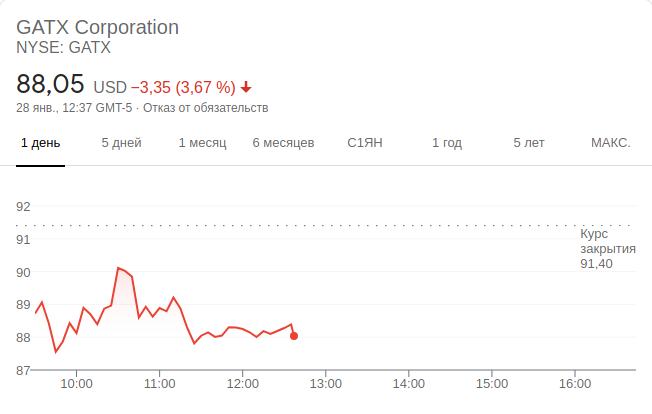 GATX Corporation
NYSE: GATX
88,05 USD −3,35 (3,67 %)
28 янв., 12:37 GMT-5 · Отказ от обязательств
1 день 5 дней 1 месяц 6 месяцев С1ЯН 1 год 5 лет МАКС.
92
Курс
закрытия
91,40
91
90
89
88
87
10:00 11:00 12:00 13:00 14:00 15:00 16:00